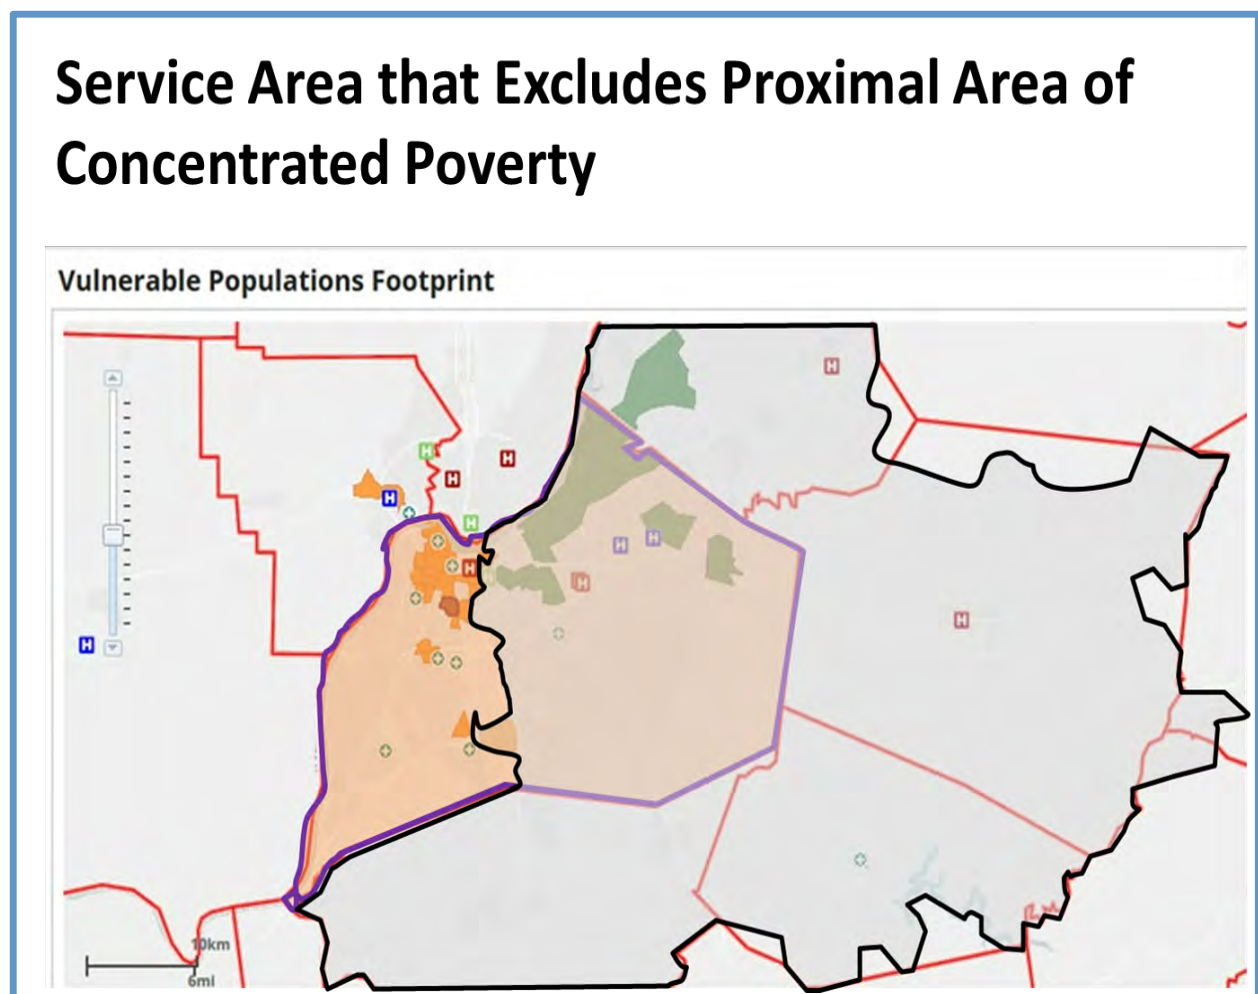 Service Area that Excludes Proximal Area of
Concentrated Poverty
Vulnerable Populations Footprint
H
H
H
H
H
H
H
H
H
H
H
H
10km
6mi